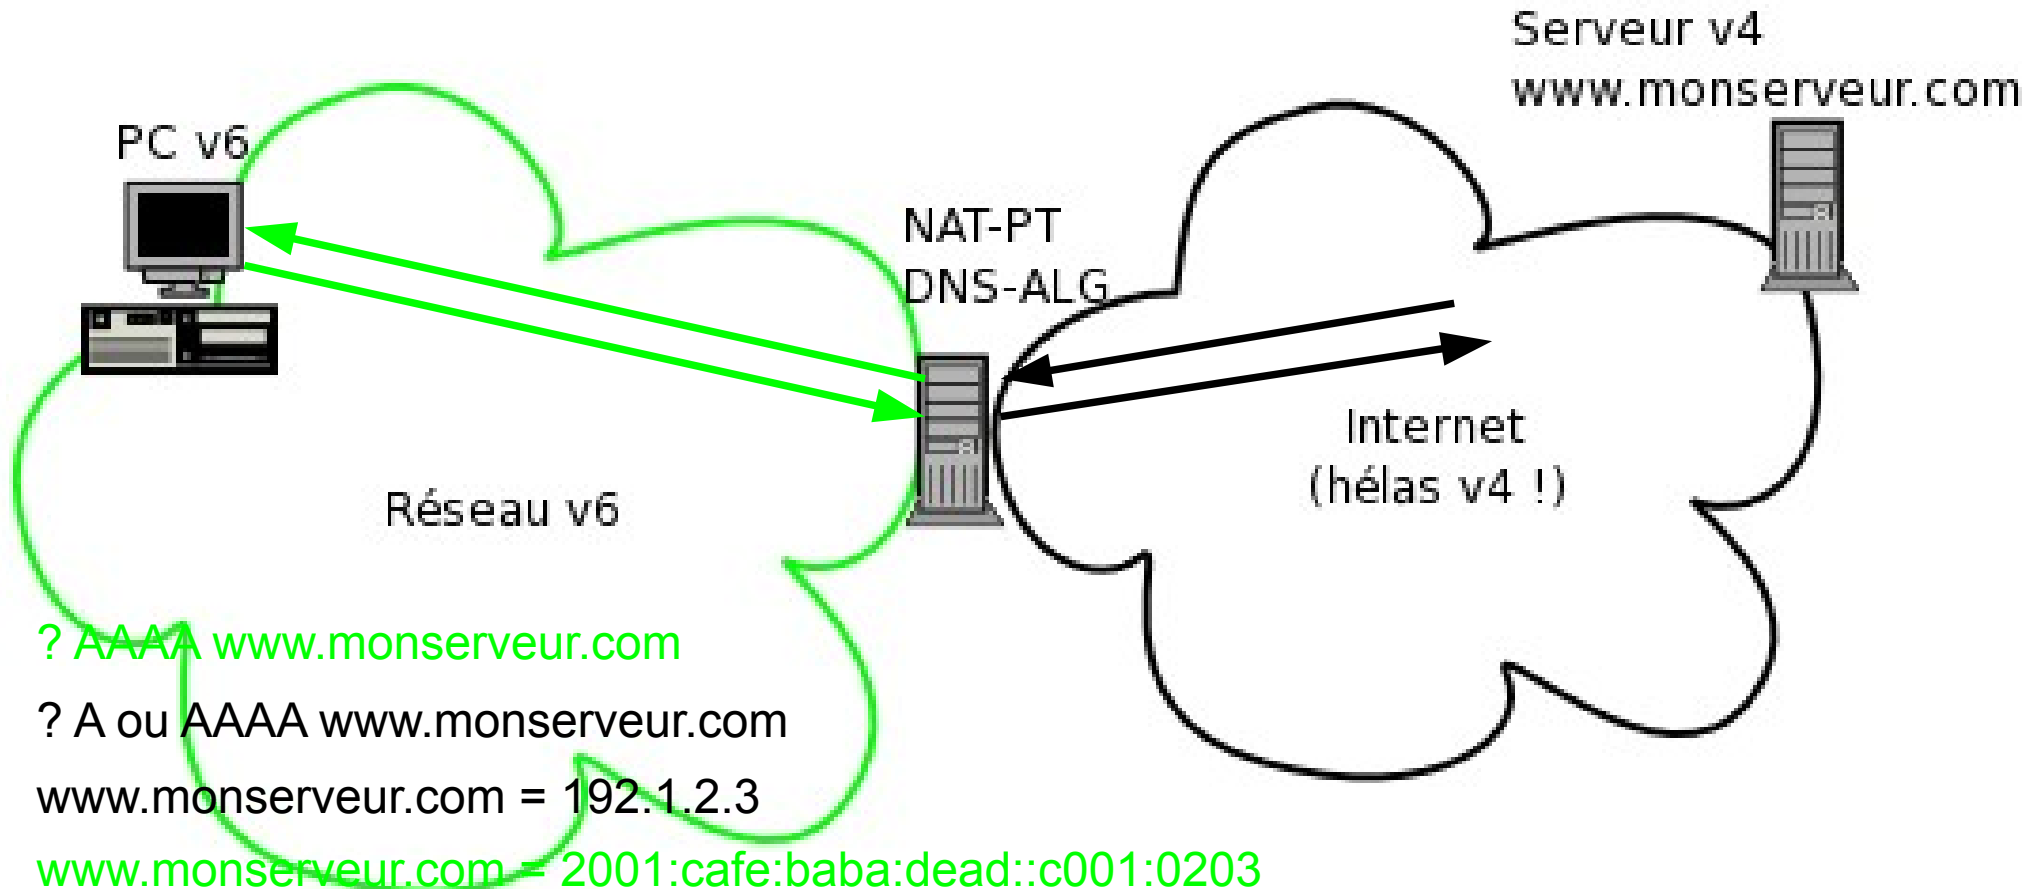 Serveur v4
www.monserveur.com
PC v6
NAT-PT
DNS-ALG
Internet
(hélas v4 !)
Réseau v6
? AAAA www.monserveur.com
? A ou AAAA www.monserveur.com
www.monserveur.com = 192.1.2.3
www.monserveur.com = 2001:cafe:baba:dead::c001:0203